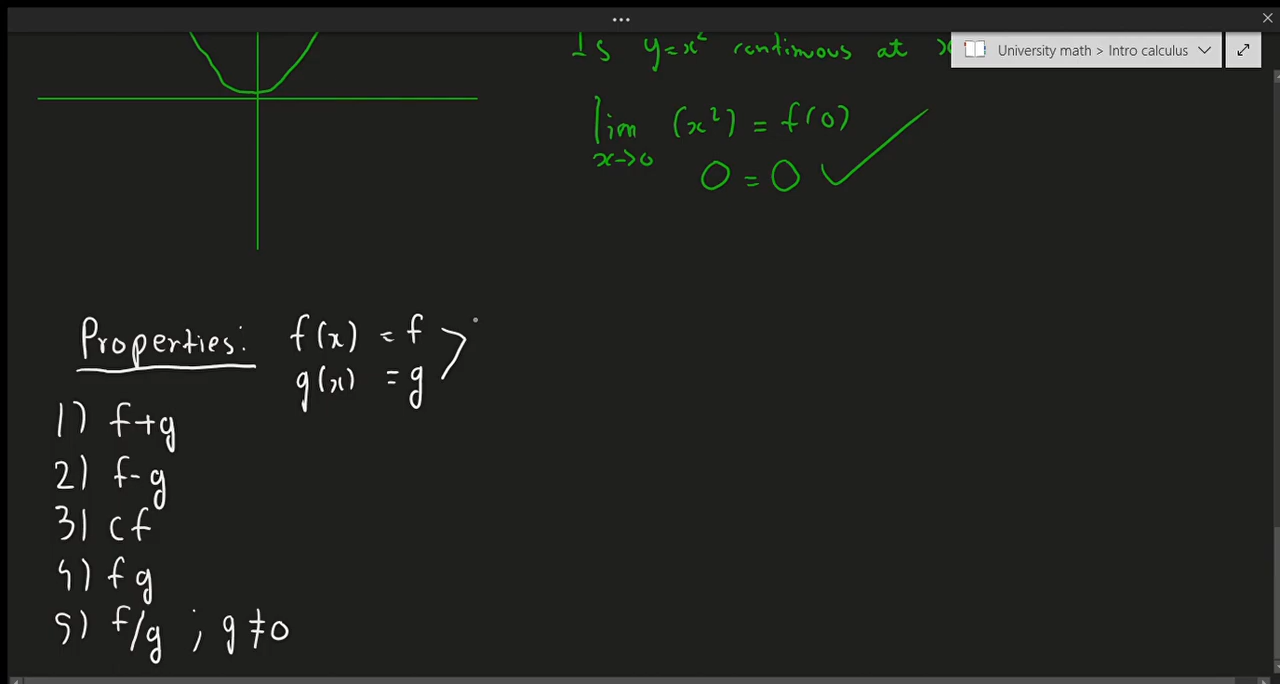 Is y=x² continuous at x
University math > Intro calculus
lim (x²) = f(0)
x→0
0 = 0 ✓
Properties: f(x) = f
g(x) = g
1) f+g
2) f-g
3) cf
4) fg
5) f/g ; g≠0